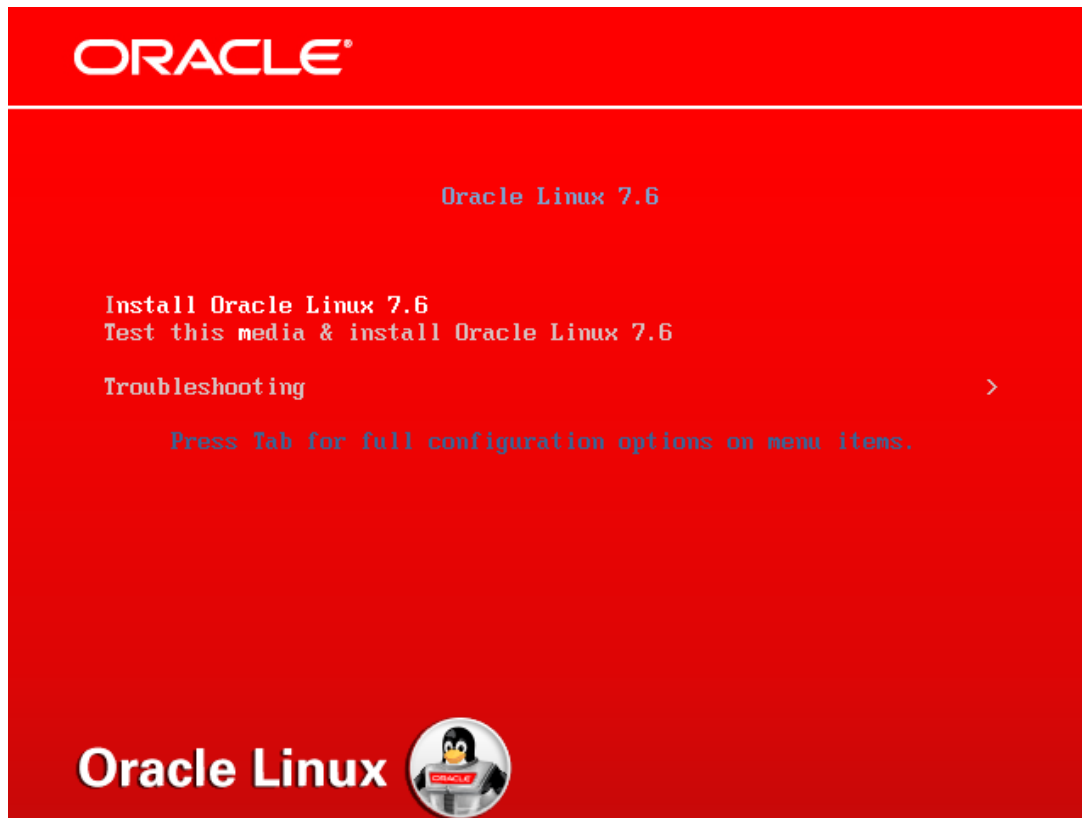 ORACLE®
Oracle Linux 7.6
Install Oracle Linux 7.6
Test this media & install Oracle Linux 7.6
Troubleshooting >
Press Tab for full configuration options on menu items.
Oracle Linux
ORACLE